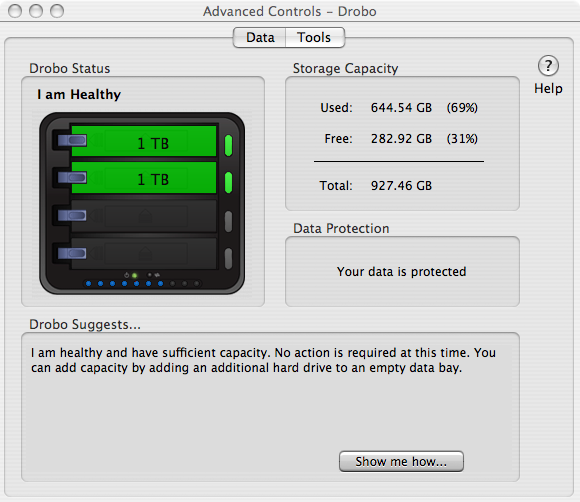 Advanced Controls – Drobo
Data Tools
Drobo Status
I am Healthy
1 TB
1 TB
Storage Capacity
Used: 644.54 GB (69%)
Free: 282.92 GB (31%)
Total: 927.46 GB
?
Help
Data Protection
Your data is protected
Drobo Suggests...
I am healthy and have sufficient capacity. No action is required at this time. You
can add capacity by adding an additional hard drive to an empty data bay.
Show me how...